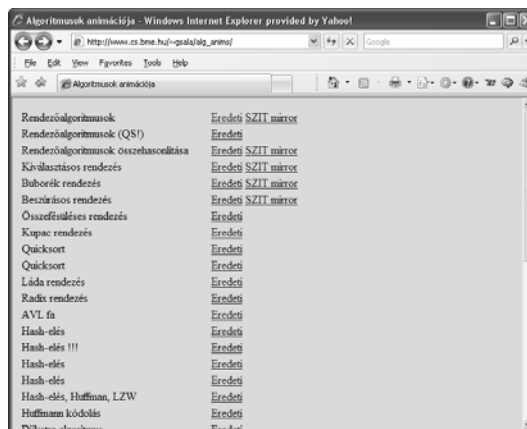 Algoritmusok animációja - Windows Internet Explorer provided by Yahoo!
http://www.cs.bme.hu/~gsala/alg_anims/
Google
File Edit View Favorites Tools Help
Algoritmusok animációja
Rendezőalgoritmusok Eredeti SZIT mirror
Rendezőalgoritmusok (QS!) Eredeti
Rendezőalgoritmusok összehasonlítása Eredeti SZIT mirror
Kiválasztásos rendezés Eredeti SZIT mirror
Buborék rendezés Eredeti SZIT mirror
Beszúrásos rendezés Eredeti SZIT mirror
Összefésüléses rendezés Eredeti
Kupac rendezés Eredeti
Quicksort Eredeti
Quicksort Eredeti
Láda rendezés Eredeti
Radix rendezés Eredeti
AVL fa Eredeti
Hash-elés Eredeti
Hash-elés !!! Eredeti
Hash-elés Eredeti
Hash-elés Eredeti
Hash-elés, Huffman, LZW Eredeti
Huffmann kódolás Eredeti